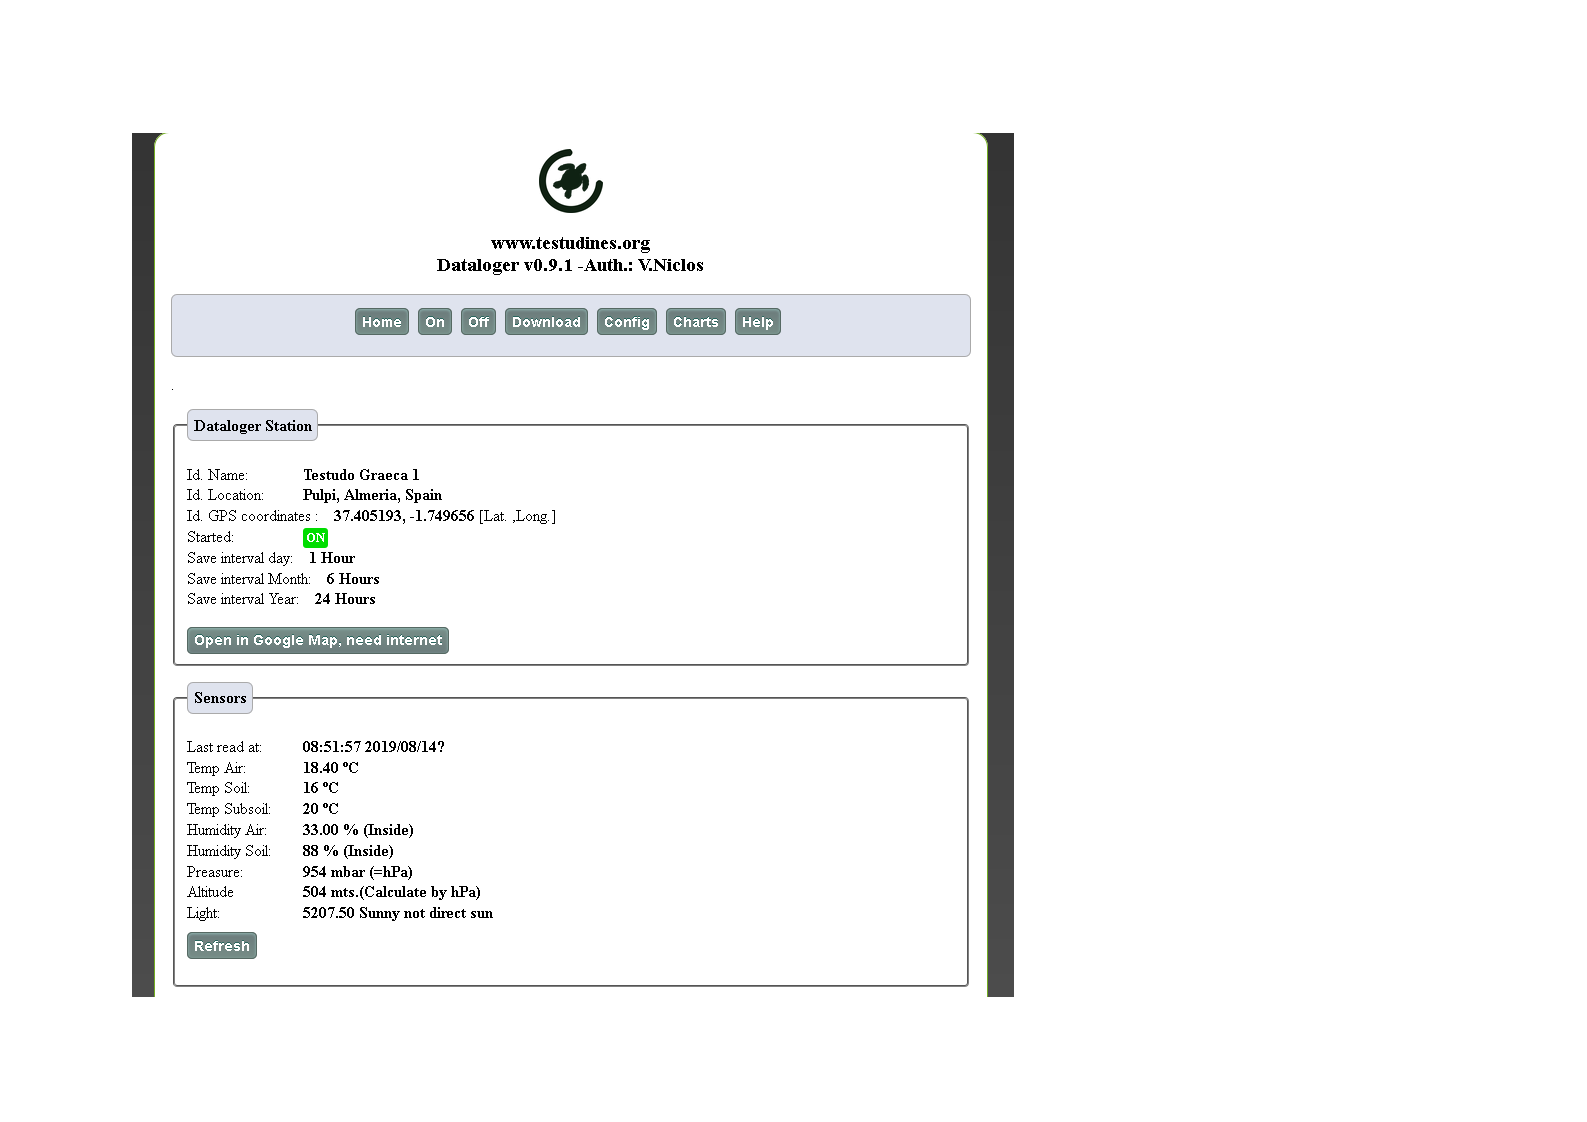 www.testudines.org
Dataloger v0.9.1 -Auth.: V.Niclos
Home On Off Download Config Charts Help
.
Dataloger Station
Id. Name: Testudo Graeca 1
Id. Location: Pulpi, Almeria, Spain
Id. GPS coordinates : 37.405193, -1.749656 [Lat. ,Long.]
Started: ON
Save interval day: 1 Hour
Save interval Month: 6 Hours
Save interval Year: 24 Hours
Open in Google Map, need internet
Sensors
Last read at: 08:51:57 2019/08/14?
Temp Air: 18.40 ºC
Temp Soil: 16 ºC
Temp Subsoil: 20 ºC
Humidity Air: 33.00 % (Inside)
Humidity Soil: 88 % (Inside)
Preasure: 954 mbar (=hPa)
Altitude 504 mts.(Calculate by hPa)
Light: 5207.50 Sunny not direct sun
Refresh